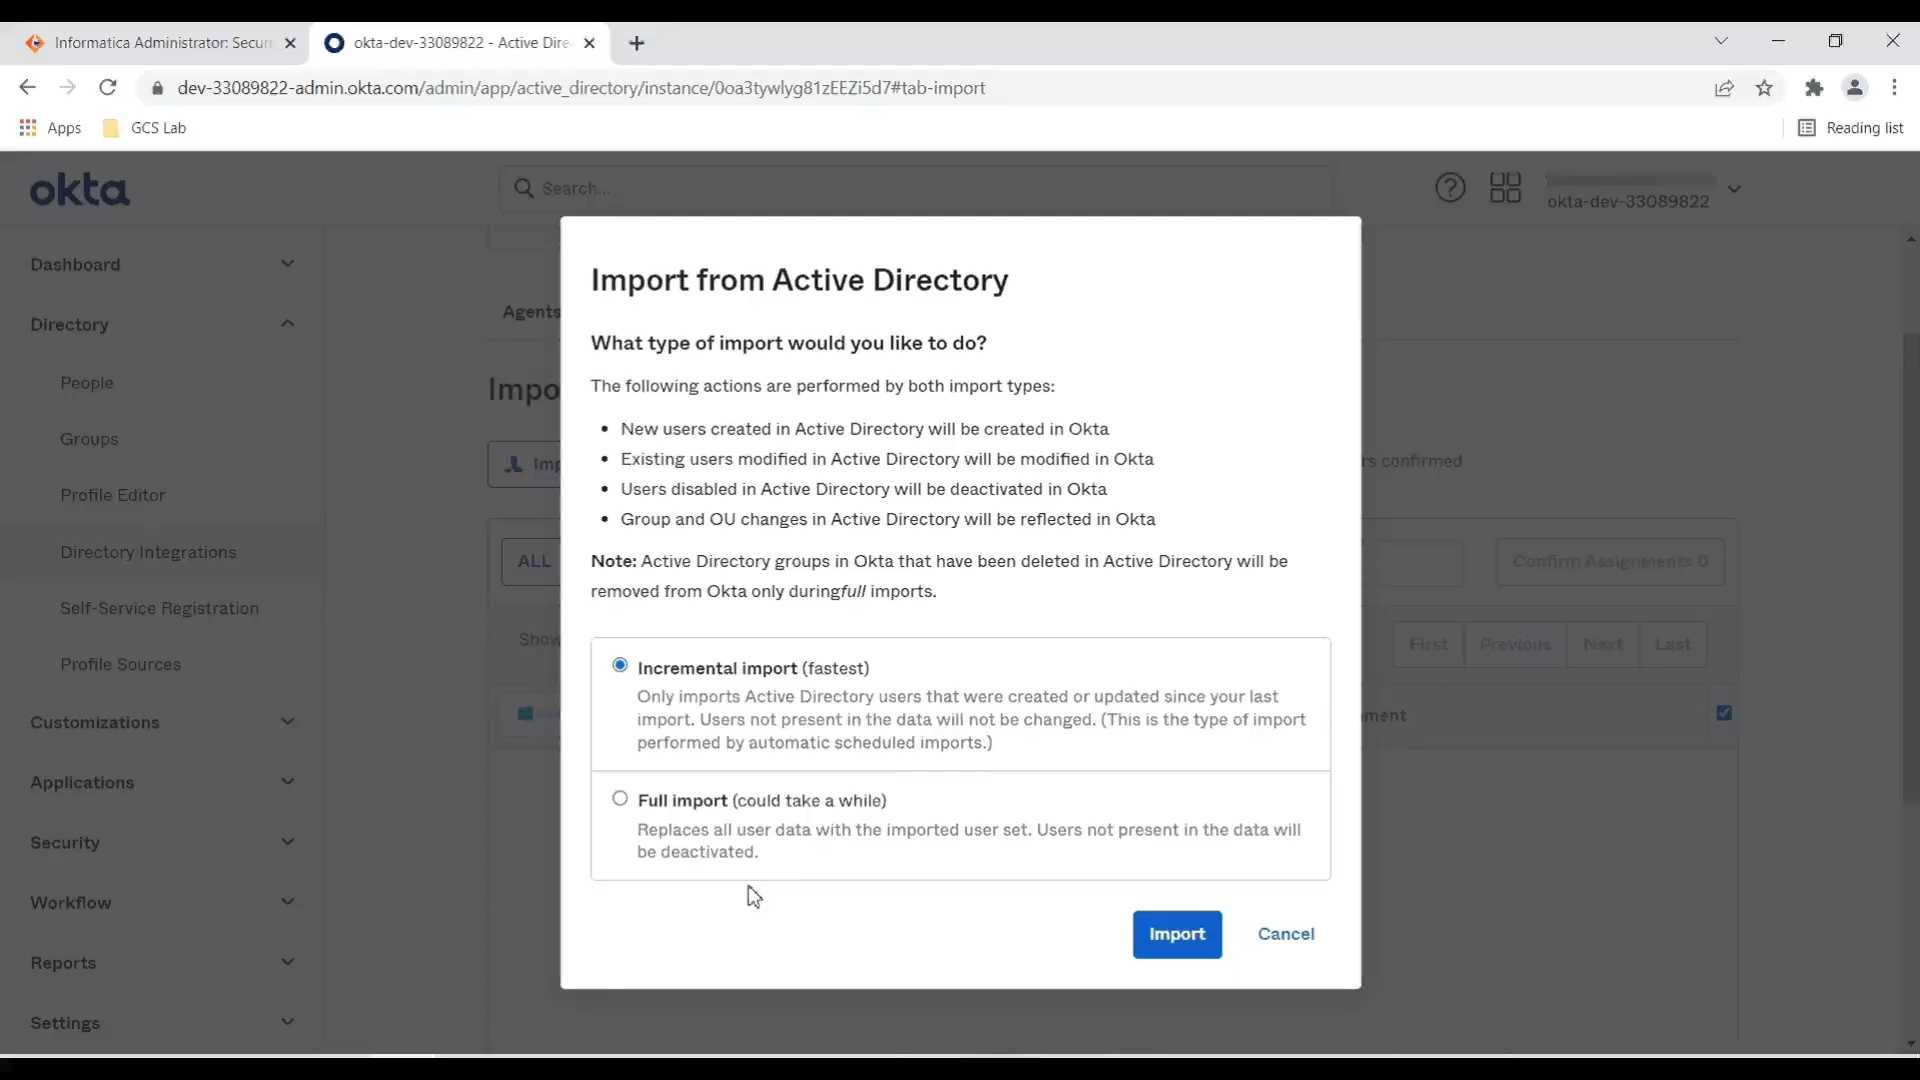 Informatica Administrator: Secur
okta-dev-33089822 - Active Dire
dev-33089822-admin.okta.com/admin/app/active_directory/instance/0oa3tywlyg81zEEZi5d7#tab-import
Apps
GCS Lab
Reading list
okta
Search...
okta-dev-33089822
Dashboard
Directory
People
Groups
Profile Editor
Directory Integrations
Self-Service Registration
Profile Sources
Customizations
Applications
Security
Workflow
Reports
Settings
Agents
Impo
Imp
rs confirmed
ALL
Confirm Assignments 0
Show
First
Previous
Next
Last
nment
Import from Active Directory
What type of import would you like to do?
The following actions are performed by both import types:
• New users created in Active Directory will be created in Okta
• Existing users modified in Active Directory will be modified in Okta
• Users disabled in Active Directory will be deactivated in Okta
• Group and OU changes in Active Directory will be reflected in Okta
Note: Active Directory groups in Okta that have been deleted in Active Directory will be
removed from Okta only duringfull imports.
Incremental import (fastest)
Only imports Active Directory users that were created or updated since your last
import. Users not present in the data will not be changed. (This is the type of import
performed by automatic scheduled imports.)
Full import (could take a while)
Replaces all user data with the imported user set. Users not present in the data will
be deactivated.
Import
Cancel